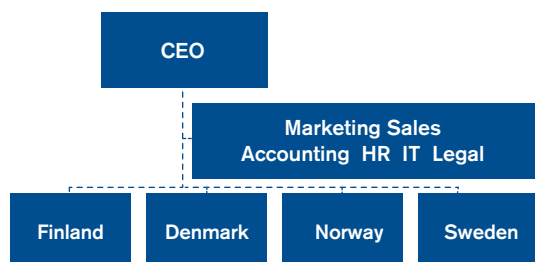 CEO
Marketing Sales
Accounting HR IT Legal
Finland Denmark Norway Sweden